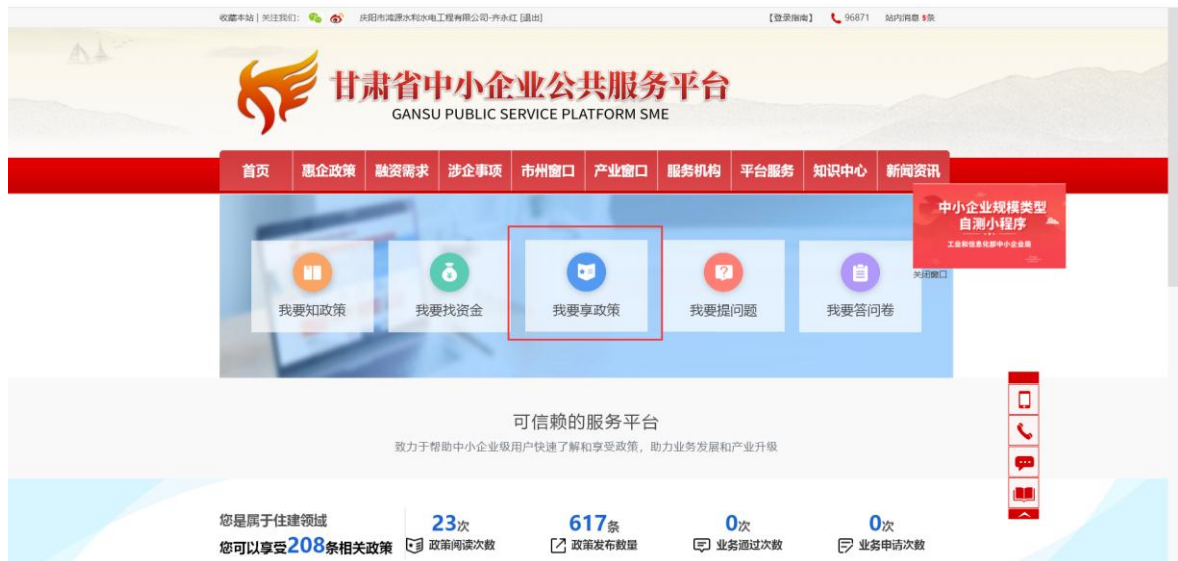 收藏本站 | 关注我们: 庆阳市鸿源水利水电工程有限公司-齐永红 [退出] 【登录指南】 96871 站内消息 9条
甘肃省中小企业公共服务平台
GANSU PUBLIC SERVICE PLATFORM SME
首页 惠企政策 融资需求 涉企事项 市州窗口 产业窗口 服务机构 平台服务 知识中心 新闻资讯
中小企业规模类型
自测小程序
工业和信息化部中小企业局
关闭窗口
我要知政策 我要找资金 我要享政策 我要提问题 我要答问卷
可信赖的服务平台
致力于帮助中小企业级用户快速了解和享受政策，助力业务发展和产业升级
您是属于住建领域 23次 617条 0次 0次
您可以享受208条相关政策 政策阅读次数 政策发布数量 业务通过次数 业务申请次数